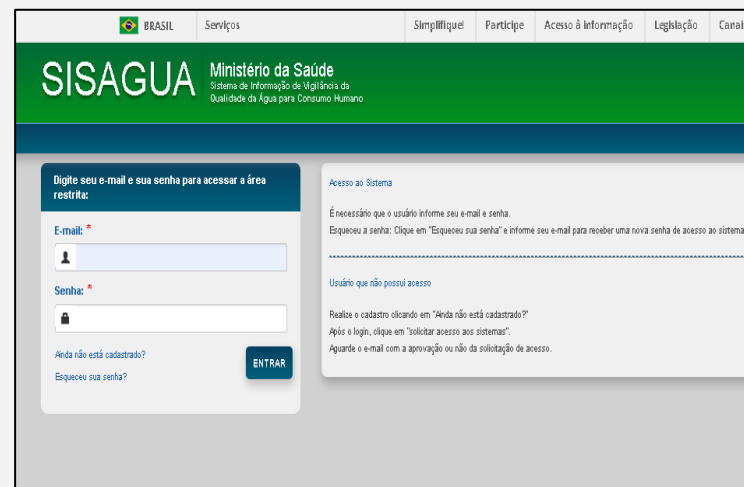 BRASIL Serviços Simplifique! Participe Acesso à informação Legislação Canai
SISAGUA
Ministério da Saúde
Sistema de Informação de Vigilância da
Qualidade da Água para Consumo Humano
Digite seu e-mail e sua senha para acessar a área
restrita:
E-mail: *
Senha: *
Ainda não está cadastrado?
ENTRAR
Esqueceu sua senha?
Acesso ao Sistema
É necessário que o usuário informe seu e-mail e senha.
Esqueceu a senha: Clique em "Esqueceu sua senha" e informe seu e-mail para receber uma nova senha de acesso ao sistema
Usuário que não possui acesso
Realize o cadastro clicando em "Ainda não está cadastrado?"
Após o login, clique em "solicitar acesso aos sistemas".
Aguarde o e-mail com a aprovação ou não da solicitação de acesso.